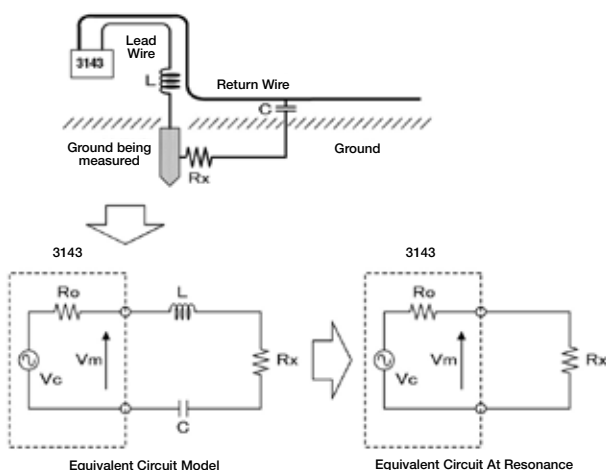 Lead
Wire
3143
L
Return Wire
C
Ground being
measured
Ground
Rx
3143
Ro
L
Vm
Vc
Rx
C
Equivalent Circuit Model
3143
Ro
Vm
Vc
Rx
Equivalent Circuit At Resonance